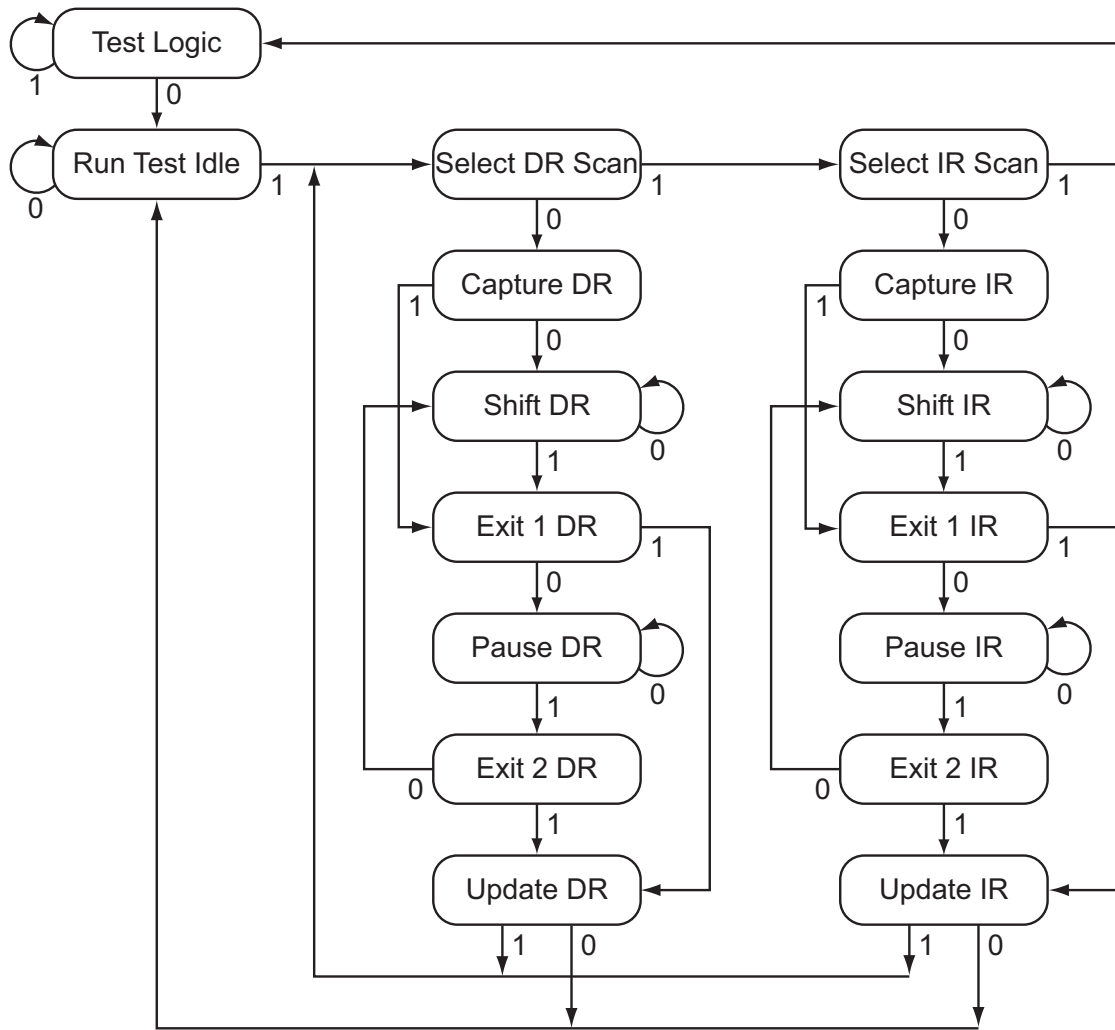 Test Logic
1
0
Run Test Idle
0
1
Select DR Scan
1
0
Select IR Scan
1
0
Capture DR
1
0
Capture IR
1
0
Shift DR
0
1
Shift IR
0
1
Exit 1 DR
1
0
Exit 1 IR
1
0
Pause DR
0
1
Pause IR
0
1
Exit 2 DR
0
1
Exit 2 IR
0
1
Update DR
1
0
Update IR
1
0